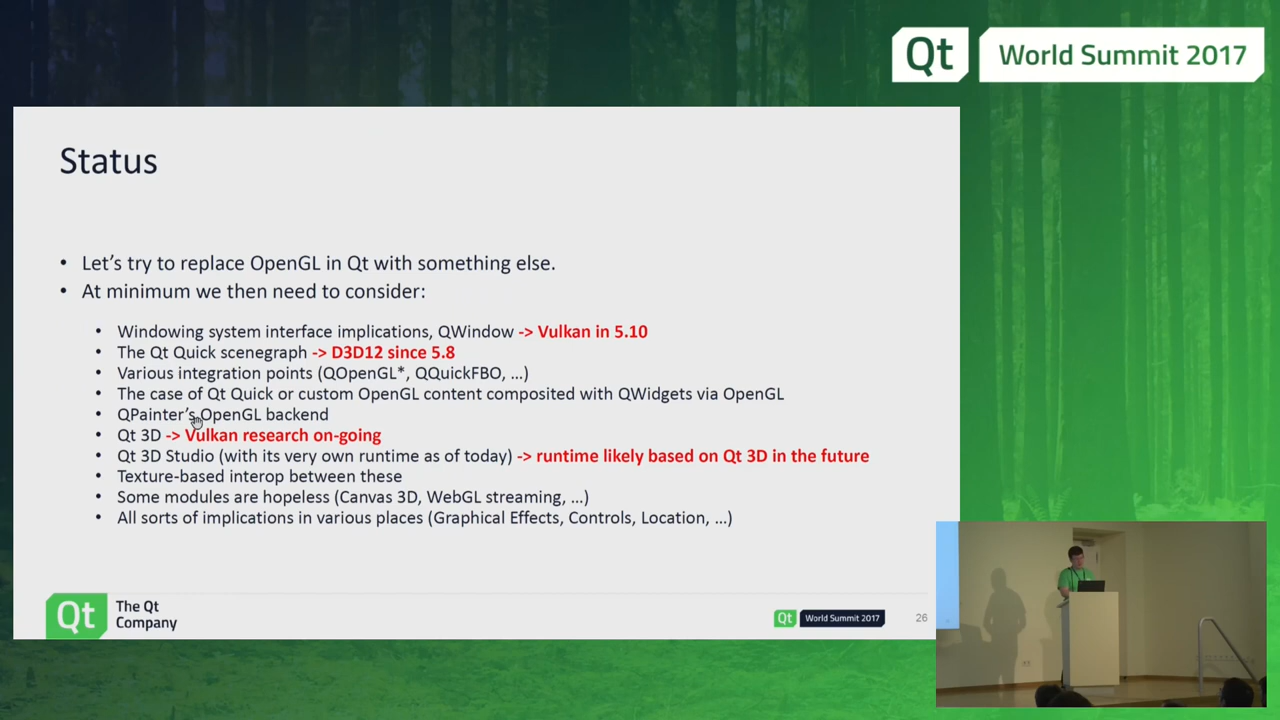 Qt World Summit 2017
Status
• Let's try to replace OpenGL in Qt with something else.
• At minimum we then need to consider:
• Windowing system interface implications, QWindow -> Vulkan in 5.10
• The Qt Quick scenegraph -> D3D12 since 5.8
• Various integration points (QOpenGL*, QQuickFBO, ...)
• The case of Qt Quick or custom OpenGL content composited with QWidgets via OpenGL
• QPainter's OpenGL backend
• Qt 3D -> Vulkan research on-going
• Qt 3D Studio (with its very own runtime as of today) -> runtime likely based on Qt 3D in the future
• Texture-based interop between these
• Some modules are hopeless (Canvas 3D, WebGL streaming, ...)
• All sorts of implications in various places (Graphical Effects, Controls, Location, ...)
Qt The Qt
Company
Qt World Summit 2017
26